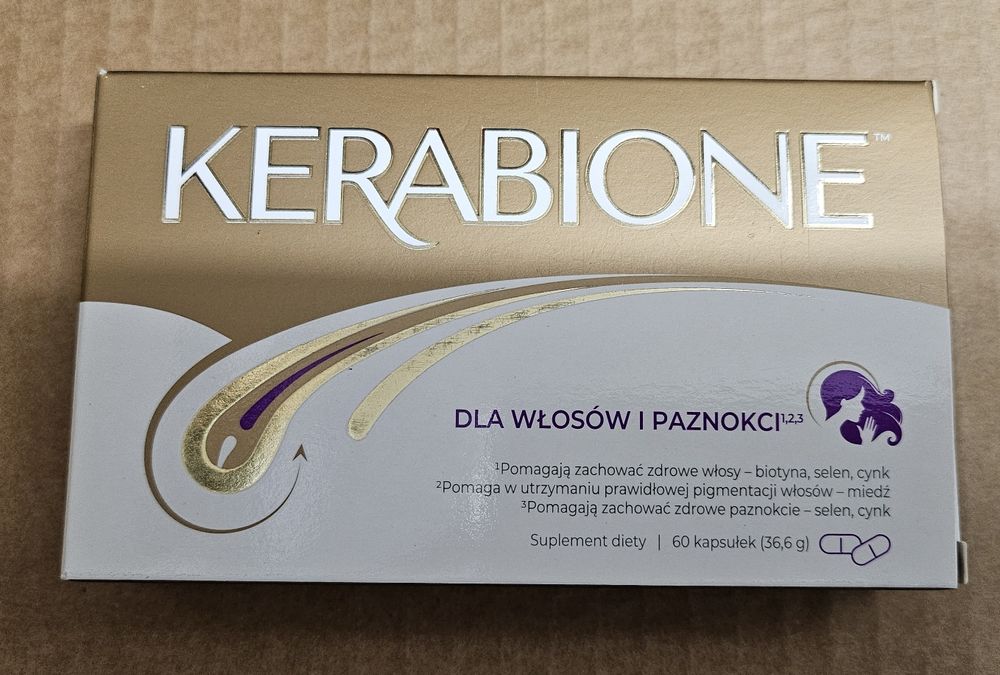 KERABIONE™
DLA WŁOSÓW I PAZNOKCI¹,²,³
¹Pomagają zachować zdrowe włosy – biotyna, selen, cynk
²Pomaga w utrzymaniu prawidłowej pigmentacji włosów – miedź
³Pomagają zachować zdrowe paznokcie – selen, cynk
Suplement diety | 60 kapsułek (36,6 g)